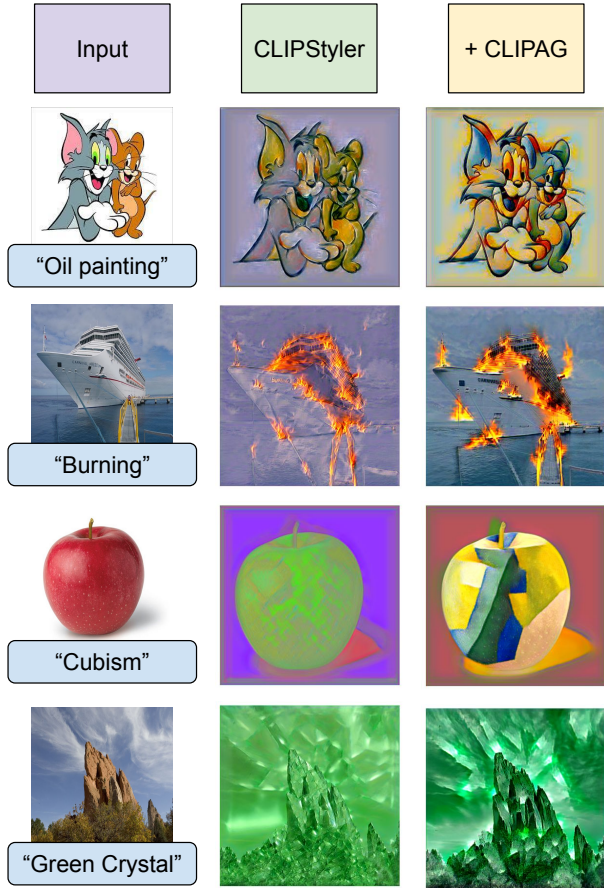 Input
CLIPStyler
+ CLIPAG
“Oil painting”
“Burning”
“Cubism”
“Green Crystal”